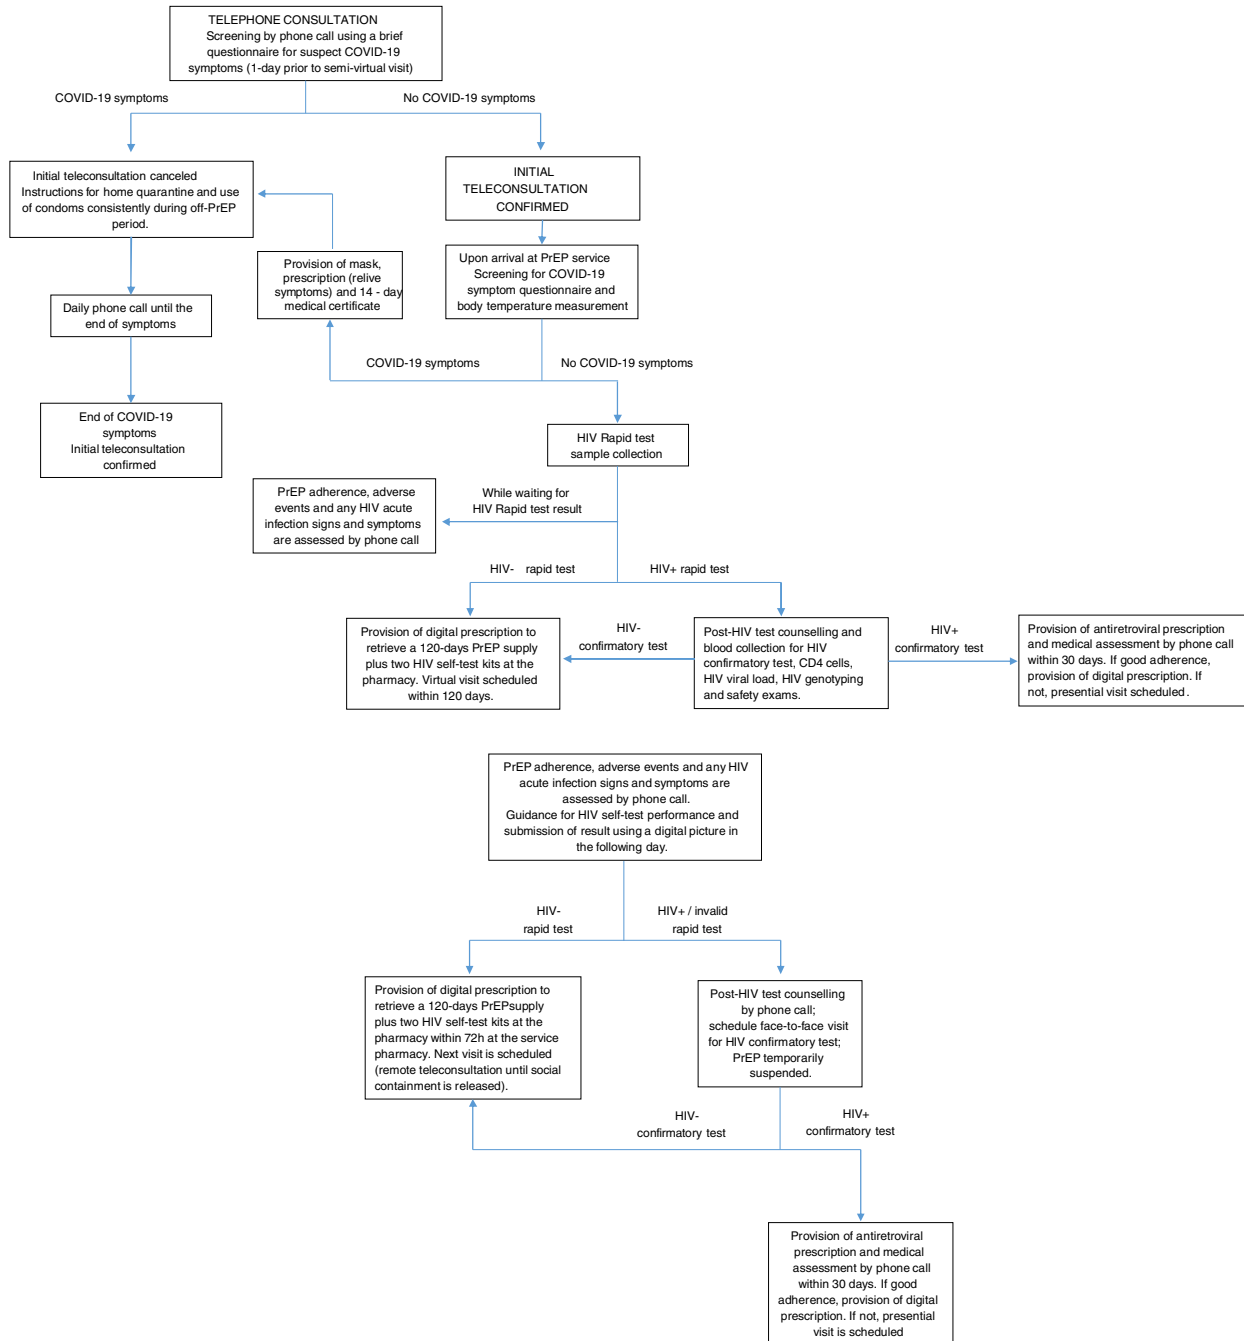 TELEPHONE CONSULTATION
Screening by phone call using a brief
questionnaire for suspect COVID-19
symptoms (1-day prior to semi-virtual visit)
COVID-19 symptoms
No COVID-19 symptoms
Initial teleconsultation canceled
Instructions for home quarantine and use
of condoms consistently during off-PrEP
period.
INITIAL
TELECONSULTATION
CONFIRMED
Provision of mask,
prescription (relive
symptoms) and 14 - day
medical certificate
Upon arrival at PrEP service
Screening for COVID-19
symptom questionnaire and
body temperature measurement
Daily phone call until the
end of symptoms
COVID-19 symptoms
No COVID-19 symptoms
End of COVID-19
symptoms
Initial teleconsultation
confirmed
HIV Rapid test
sample collection
PrEP adherence, adverse
events and any HIV acute
infection signs and symptoms
are assessed by phone call
While waiting for
HIV Rapid test result
HIV- rapid test
HIV+ rapid test
Provision of digital prescription to
retrieve a 120-days PrEP supply
plus two HIV self-test kits at the
pharmacy. Virtual visit scheduled
within 120 days.
HIV-
confirmatory test
Post-HIV test counselling and
blood collection for HIV
confirmatory test, CD4 cells,
HIV viral load, HIV genotyping
and safety exams.
HIV+
confirmatory test
Provision of antiretroviral prescription
and medical assessment by phone call
within 30 days. If good adherence,
provision of digital prescription. If
not, presential visit scheduled.
PrEP adherence, adverse events and any HIV
acute infection signs and symptoms are
assessed by phone call.
Guidance for HIV self-test performance and
submission of result using a digital picture in
the following day.
HIV-
rapid test
HIV+ / invalid
rapid test
Provision of digital prescription to
retrieve a 120-days PrEPsupply
plus two HIV self-test kits at the
pharmacy within 72h at the service
pharmacy. Next visit is scheduled
(remote teleconsultation until social
containment is released).
Post-HIV test counselling
by phone call;
schedule face-to-face visit
for HIV confirmatory test;
PrEP temporarily
suspended.
HIV-
confirmatory test
HIV+
confirmatory test
Provision of antiretroviral
prescription and medical
assessment by phone call
within 30 days. If good
adherence, provision of digital
prescription. If not, presential
visit is scheduled